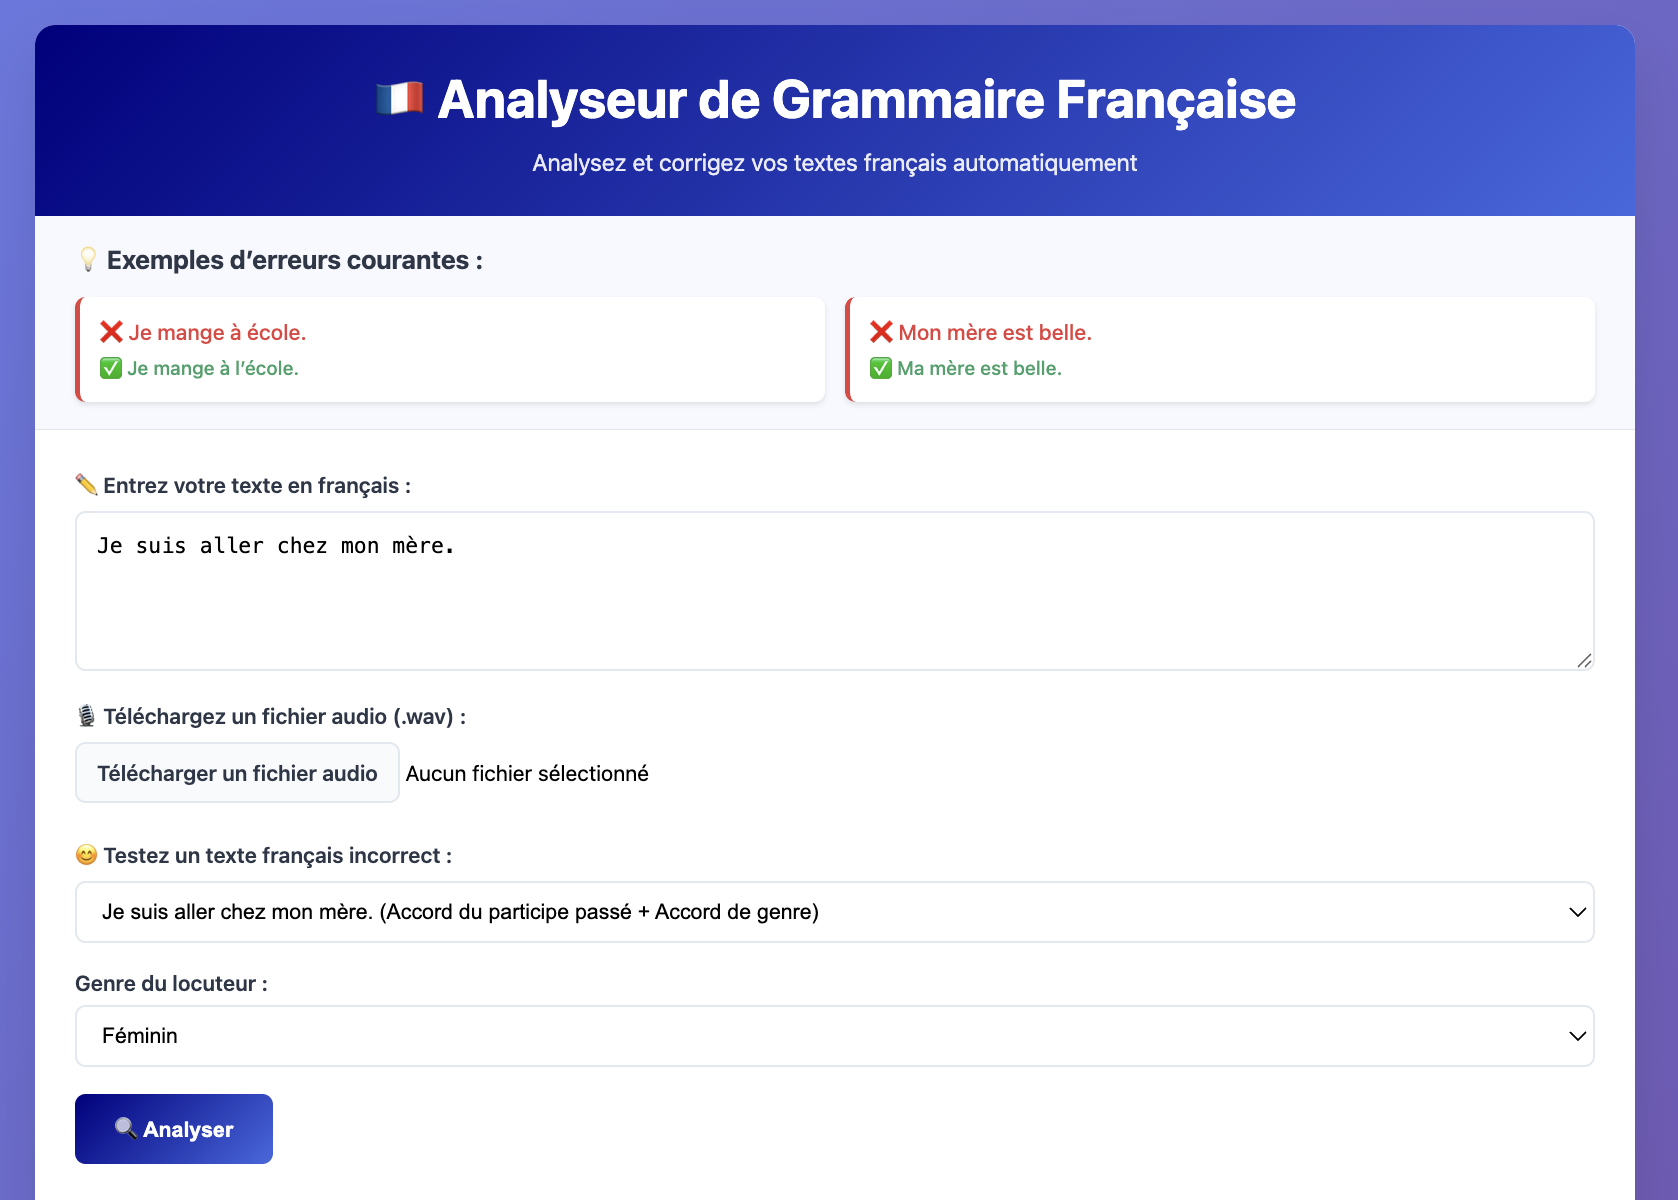 🇫🇷 Analyseur de Grammaire Française
Analysez et corrigez vos textes français automatiquement
💡 Exemples d’erreurs courantes :
❌ Je mange à école.
✅ Je mange à l’école.
❌ Mon mère est belle.
✅ Ma mère est belle.
✏️ Entrez votre texte en français :
Je suis aller chez mon mère.
🎙️ Téléchargez un fichier audio (.wav) :
Télécharger un fichier audio Aucun fichier sélectionné
😊 Testez un texte français incorrect :
Je suis aller chez mon mère. (Accord du participe passé + Accord de genre)
Genre du locuteur :
Féminin
🔍 Analyser